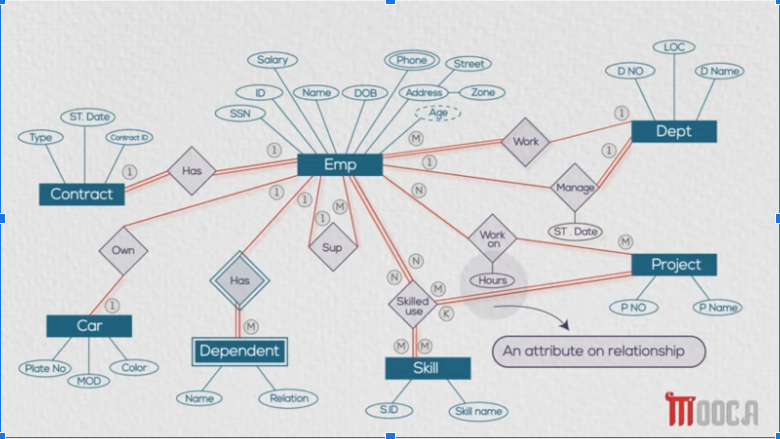 Salary
Phone
Street
LOC
ID
Name
DOB
Address
Zone
D NO
D Name
SSN
Age
ST. Date
Type
Contract ID
M
Work
1
Dept
1
Has
1
Emp
1
1
Contract
Manage
1
1
M
N
ST. Date
Own
Sup
Work
on
M
Project
Has
N
N
Hours
M
1
Skilled
use
K
P NO
P Name
Car
M
Dependent
M
M
An attribute on relationship
Plate No
MOD
Color
Skill
Name
Relation
S.ID
Skill name
MOOCA